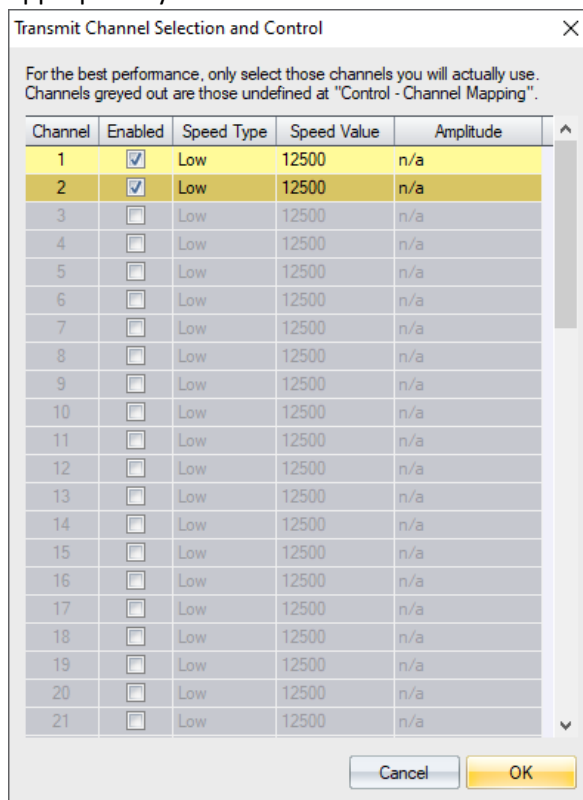 Transmit Channel Selection and Control
For the best performance, only select those channels you will actually use.
Channels greyed out are those undefined at "Control - Channel Mapping".
Channel Enabled Speed Type Speed Value Amplitude
1 Low 12500 n/a
2 Low 12500 n/a
3 Low 12500 n/a
4 Low 12500 n/a
5 Low 12500 n/a
6 Low 12500 n/a
7 Low 12500 n/a
8 Low 12500 n/a
9 Low 12500 n/a
10 Low 12500 n/a
11 Low 12500 n/a
12 Low 12500 n/a
13 Low 12500 n/a
14 Low 12500 n/a
15 Low 12500 n/a
16 Low 12500 n/a
17 Low 12500 n/a
18 Low 12500 n/a
19 Low 12500 n/a
20 Low 12500 n/a
21 Low 12500 n/a
Cancel OK